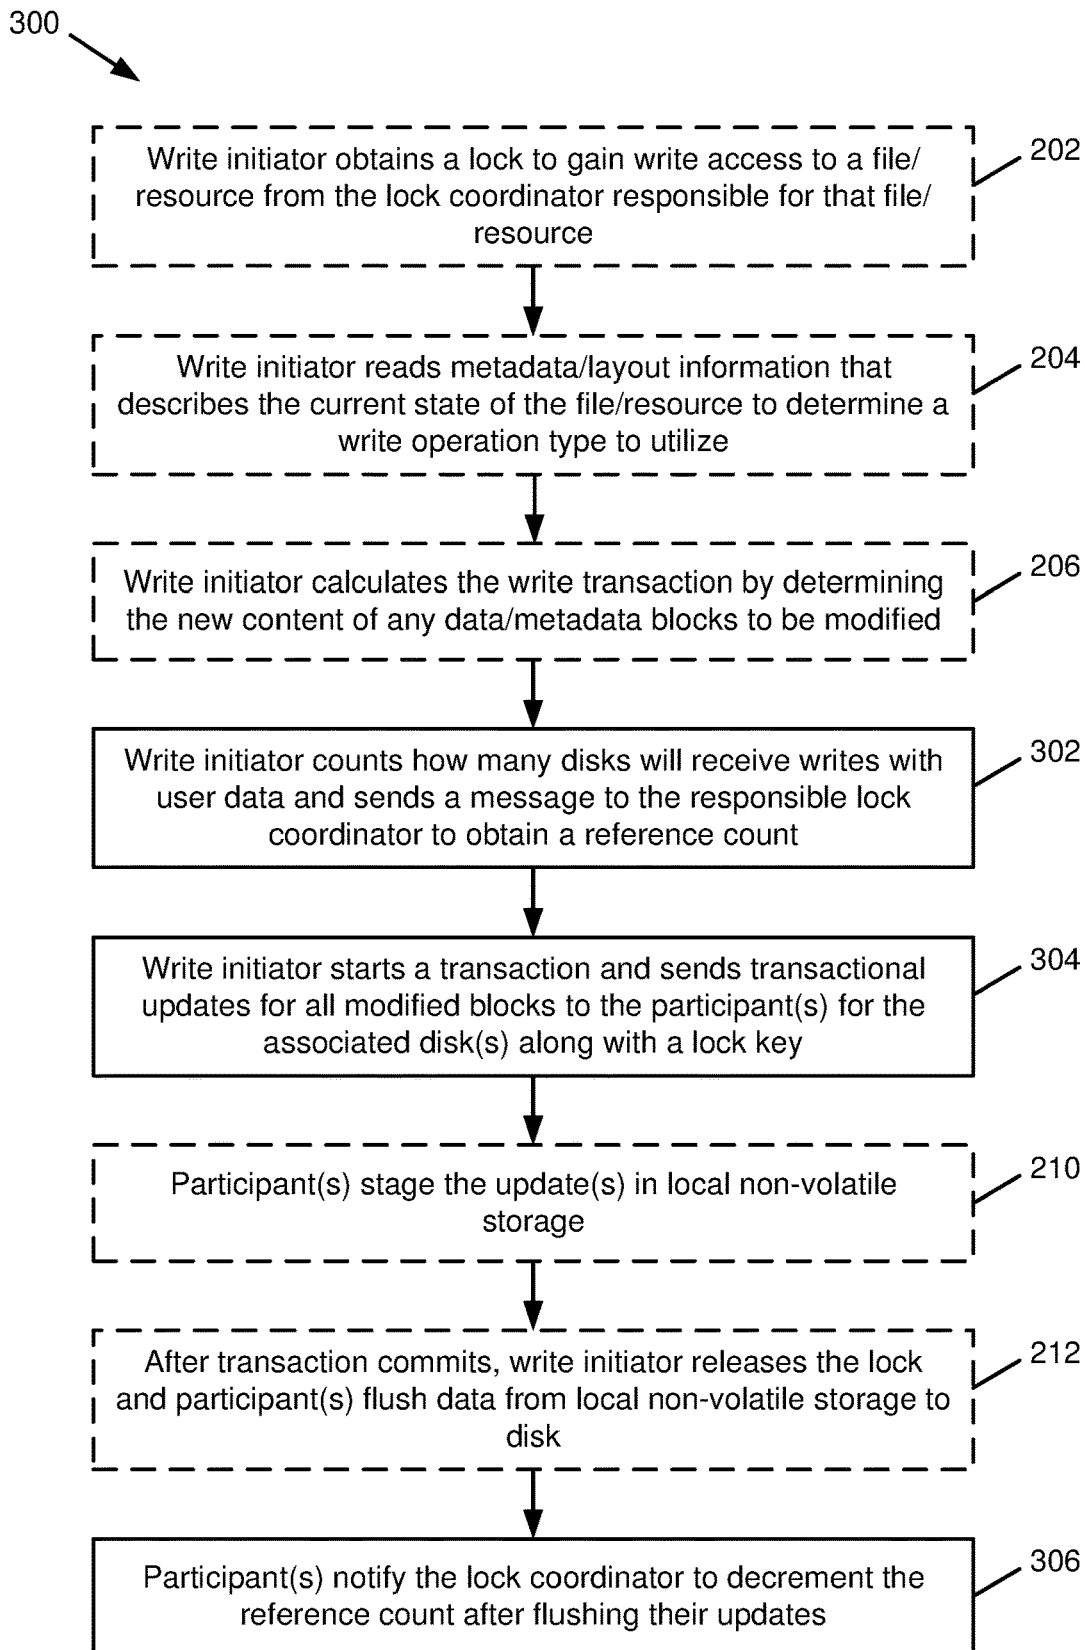 300
Write initiator obtains a lock to gain write access to a file/
resource from the lock coordinator responsible for that file/
resource
202
Write initiator reads metadata/layout information that
describes the current state of the file/resource to determine a
write operation type to utilize
204
Write initiator calculates the write transaction by determining
the new content of any data/metadata blocks to be modified
206
Write initiator counts how many disks will receive writes with
user data and sends a message to the responsible lock
coordinator to obtain a reference count
302
Write initiator starts a transaction and sends transactional
updates for all modified blocks to the participant(s) for the
associated disk(s) along with a lock key
304
Participant(s) stage the update(s) in local non-volatile
storage
210
After transaction commits, write initiator releases the lock
and participant(s) flush data from local non-volatile storage to
disk
212
Participant(s) notify the lock coordinator to decrement the
reference count after flushing their updates
306